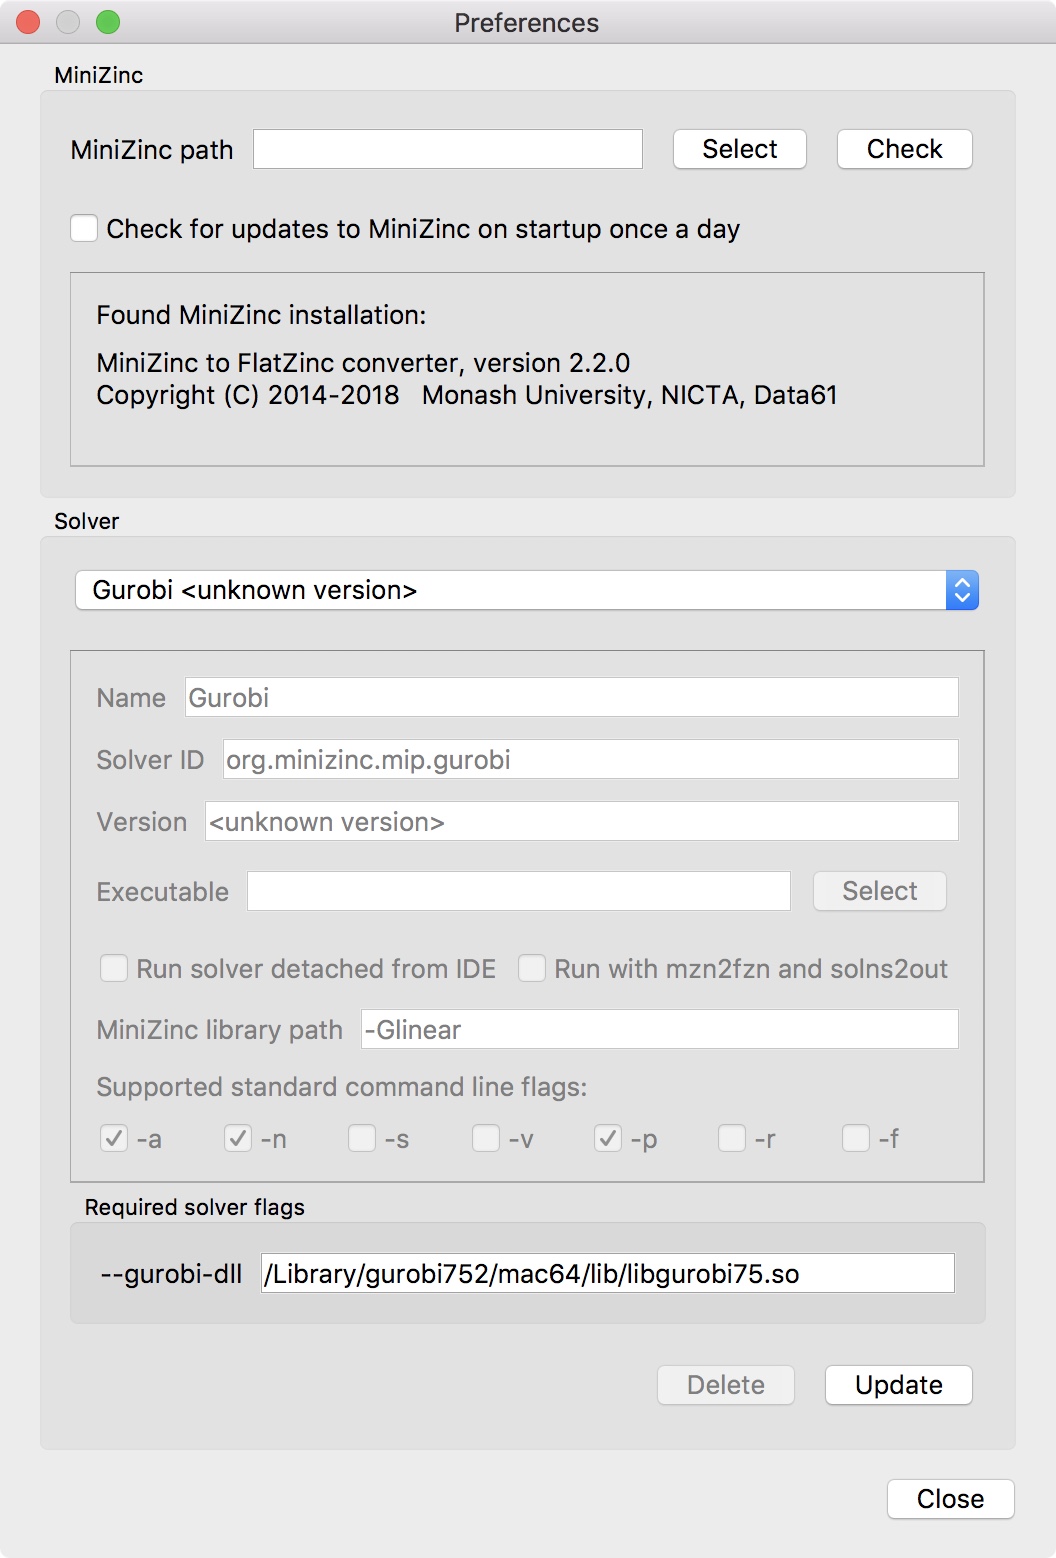 Preferences
MiniZinc
MiniZinc path Select Check
Check for updates to MiniZinc on startup once a day
Found MiniZinc installation:
MiniZinc to FlatZinc converter, version 2.2.0
Copyright (C) 2014-2018 Monash University, NICTA, Data61
Solver
Gurobi <unknown version>
Name Gurobi
Solver ID org.minizinc.mip.gurobi
Version <unknown version>
Executable Select
Run solver detached from IDE Run with mzn2fzn and solns2out
MiniZinc library path -Glinear
Supported standard command line flags:
-a -n -s -v -p -r -f
Required solver flags
--gurobi-dll /Library/gurobi752/mac64/lib/libgurobi75.so
Delete Update
Close